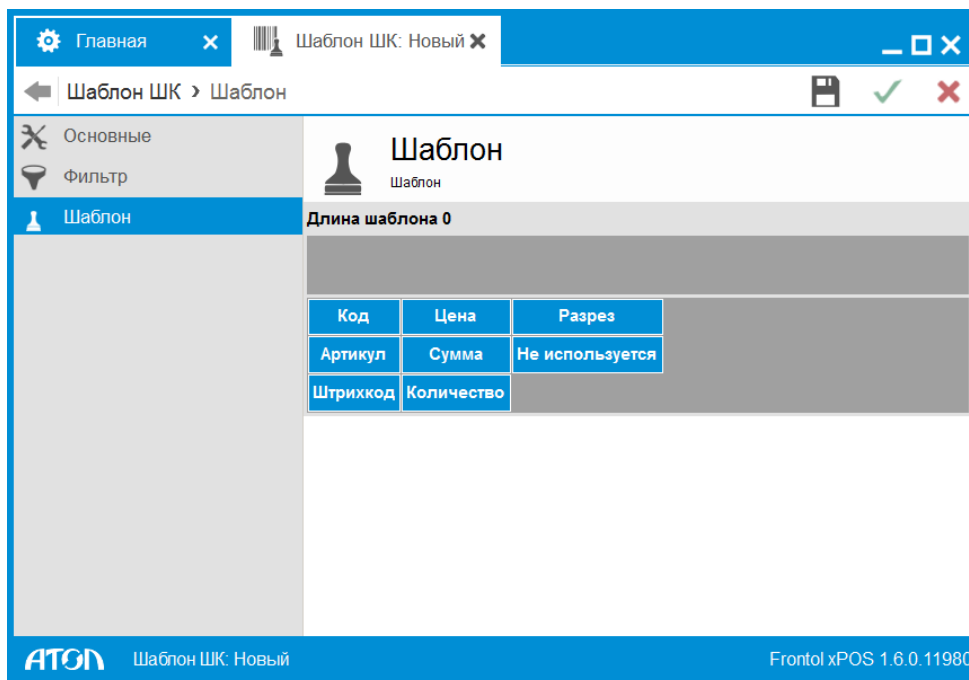 Главная
Шаблон ШК: Новый
Шаблон ШК › Шаблон
Основные
Фильтр
Шаблон
Шаблон
Шаблон
Длина шаблона 0
Код Цена Разрез
Артикул Сумма Не используется
Штрихкод Количество
АТОЛ Шаблон ШК: Новый Frontol xPOS 1.6.0.11980